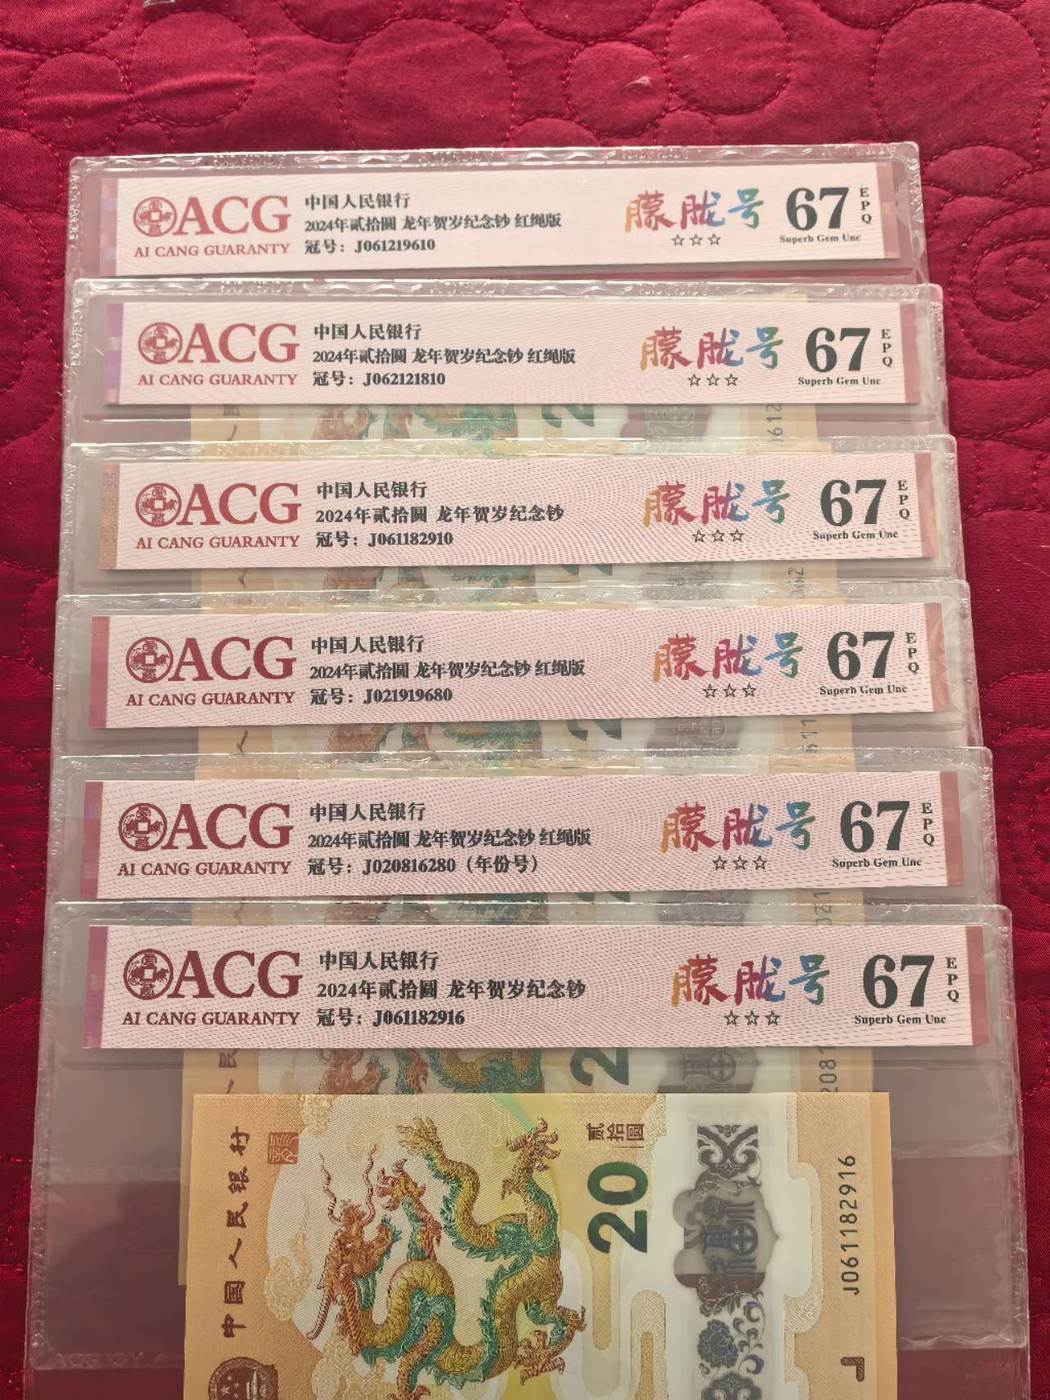 ACG
AI CANG GUARANTY
中国人民银行
2024年贰拾圆 龙年贺岁纪念钞 红绳版
冠号：J061219610
朦胧号
☆☆☆
67
EPQ
Superb Gem Unc
ACG
AI CANG GUARANTY
中国人民银行
2024年贰拾圆 龙年贺岁纪念钞 红绳版
冠号：J062121810
朦胧号
☆☆☆
67
EPQ
Superb Gem Unc
ACG
AI CANG GUARANTY
中国人民银行
2024年贰拾圆 龙年贺岁纪念钞
冠号：J061182910
朦胧号
☆☆☆
67
EPQ
Superb Gem Unc
ACG
AI CANG GUARANTY
中国人民银行
2024年贰拾圆 龙年贺岁纪念钞 红绳版
冠号：J021919680
朦胧号
☆☆☆
67
EPQ
Superb Gem Unc
ACG
AI CANG GUARANTY
中国人民银行
2024年贰拾圆 龙年贺岁纪念钞 红绳版
冠号：J020816280（年份号）
朦胧号
☆☆☆
67
EPQ
Superb Gem Unc
ACG
AI CANG GUARANTY
中国人民银行
2024年贰拾圆 龙年贺岁纪念钞
冠号：J061182916
朦胧号
☆☆☆
67
EPQ
Superb Gem Unc
中国人民银行
贰拾圆
20
J061182916